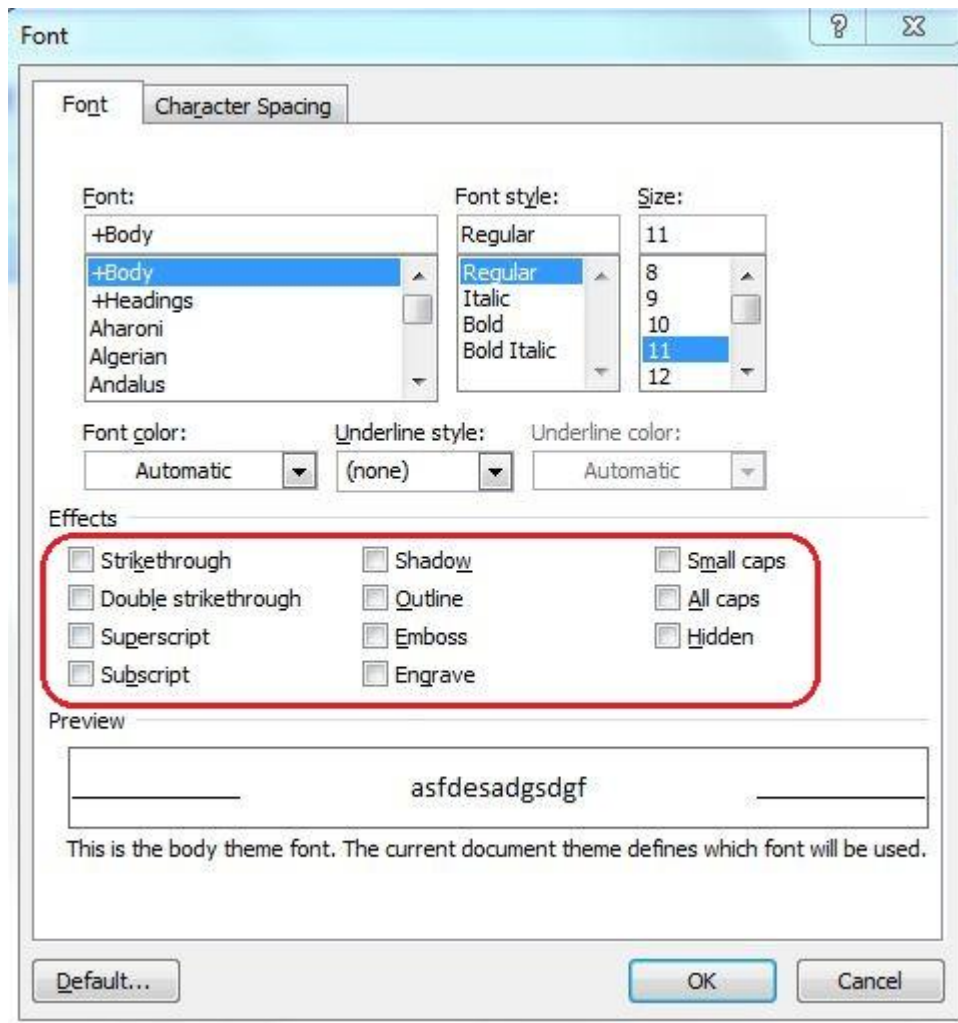 Font
Font Character Spacing
Font: Font style: Size:
+Body Regular 11
+Body Regular 8
+Headings Italic 9
Aharoni Bold 10
Algerian Bold Italic 11
Andalus 12
Font color: Underline style: Underline color:
Automatic (none) Automatic
Effects
Strikethrough Shadow Small caps
Double strikethrough Outline All caps
Superscript Emboss Hidden
Subscript Engrave
Preview
asfdesadgsdgf
This is the body theme font. The current document theme defines which font will be used.
Default... OK Cancel